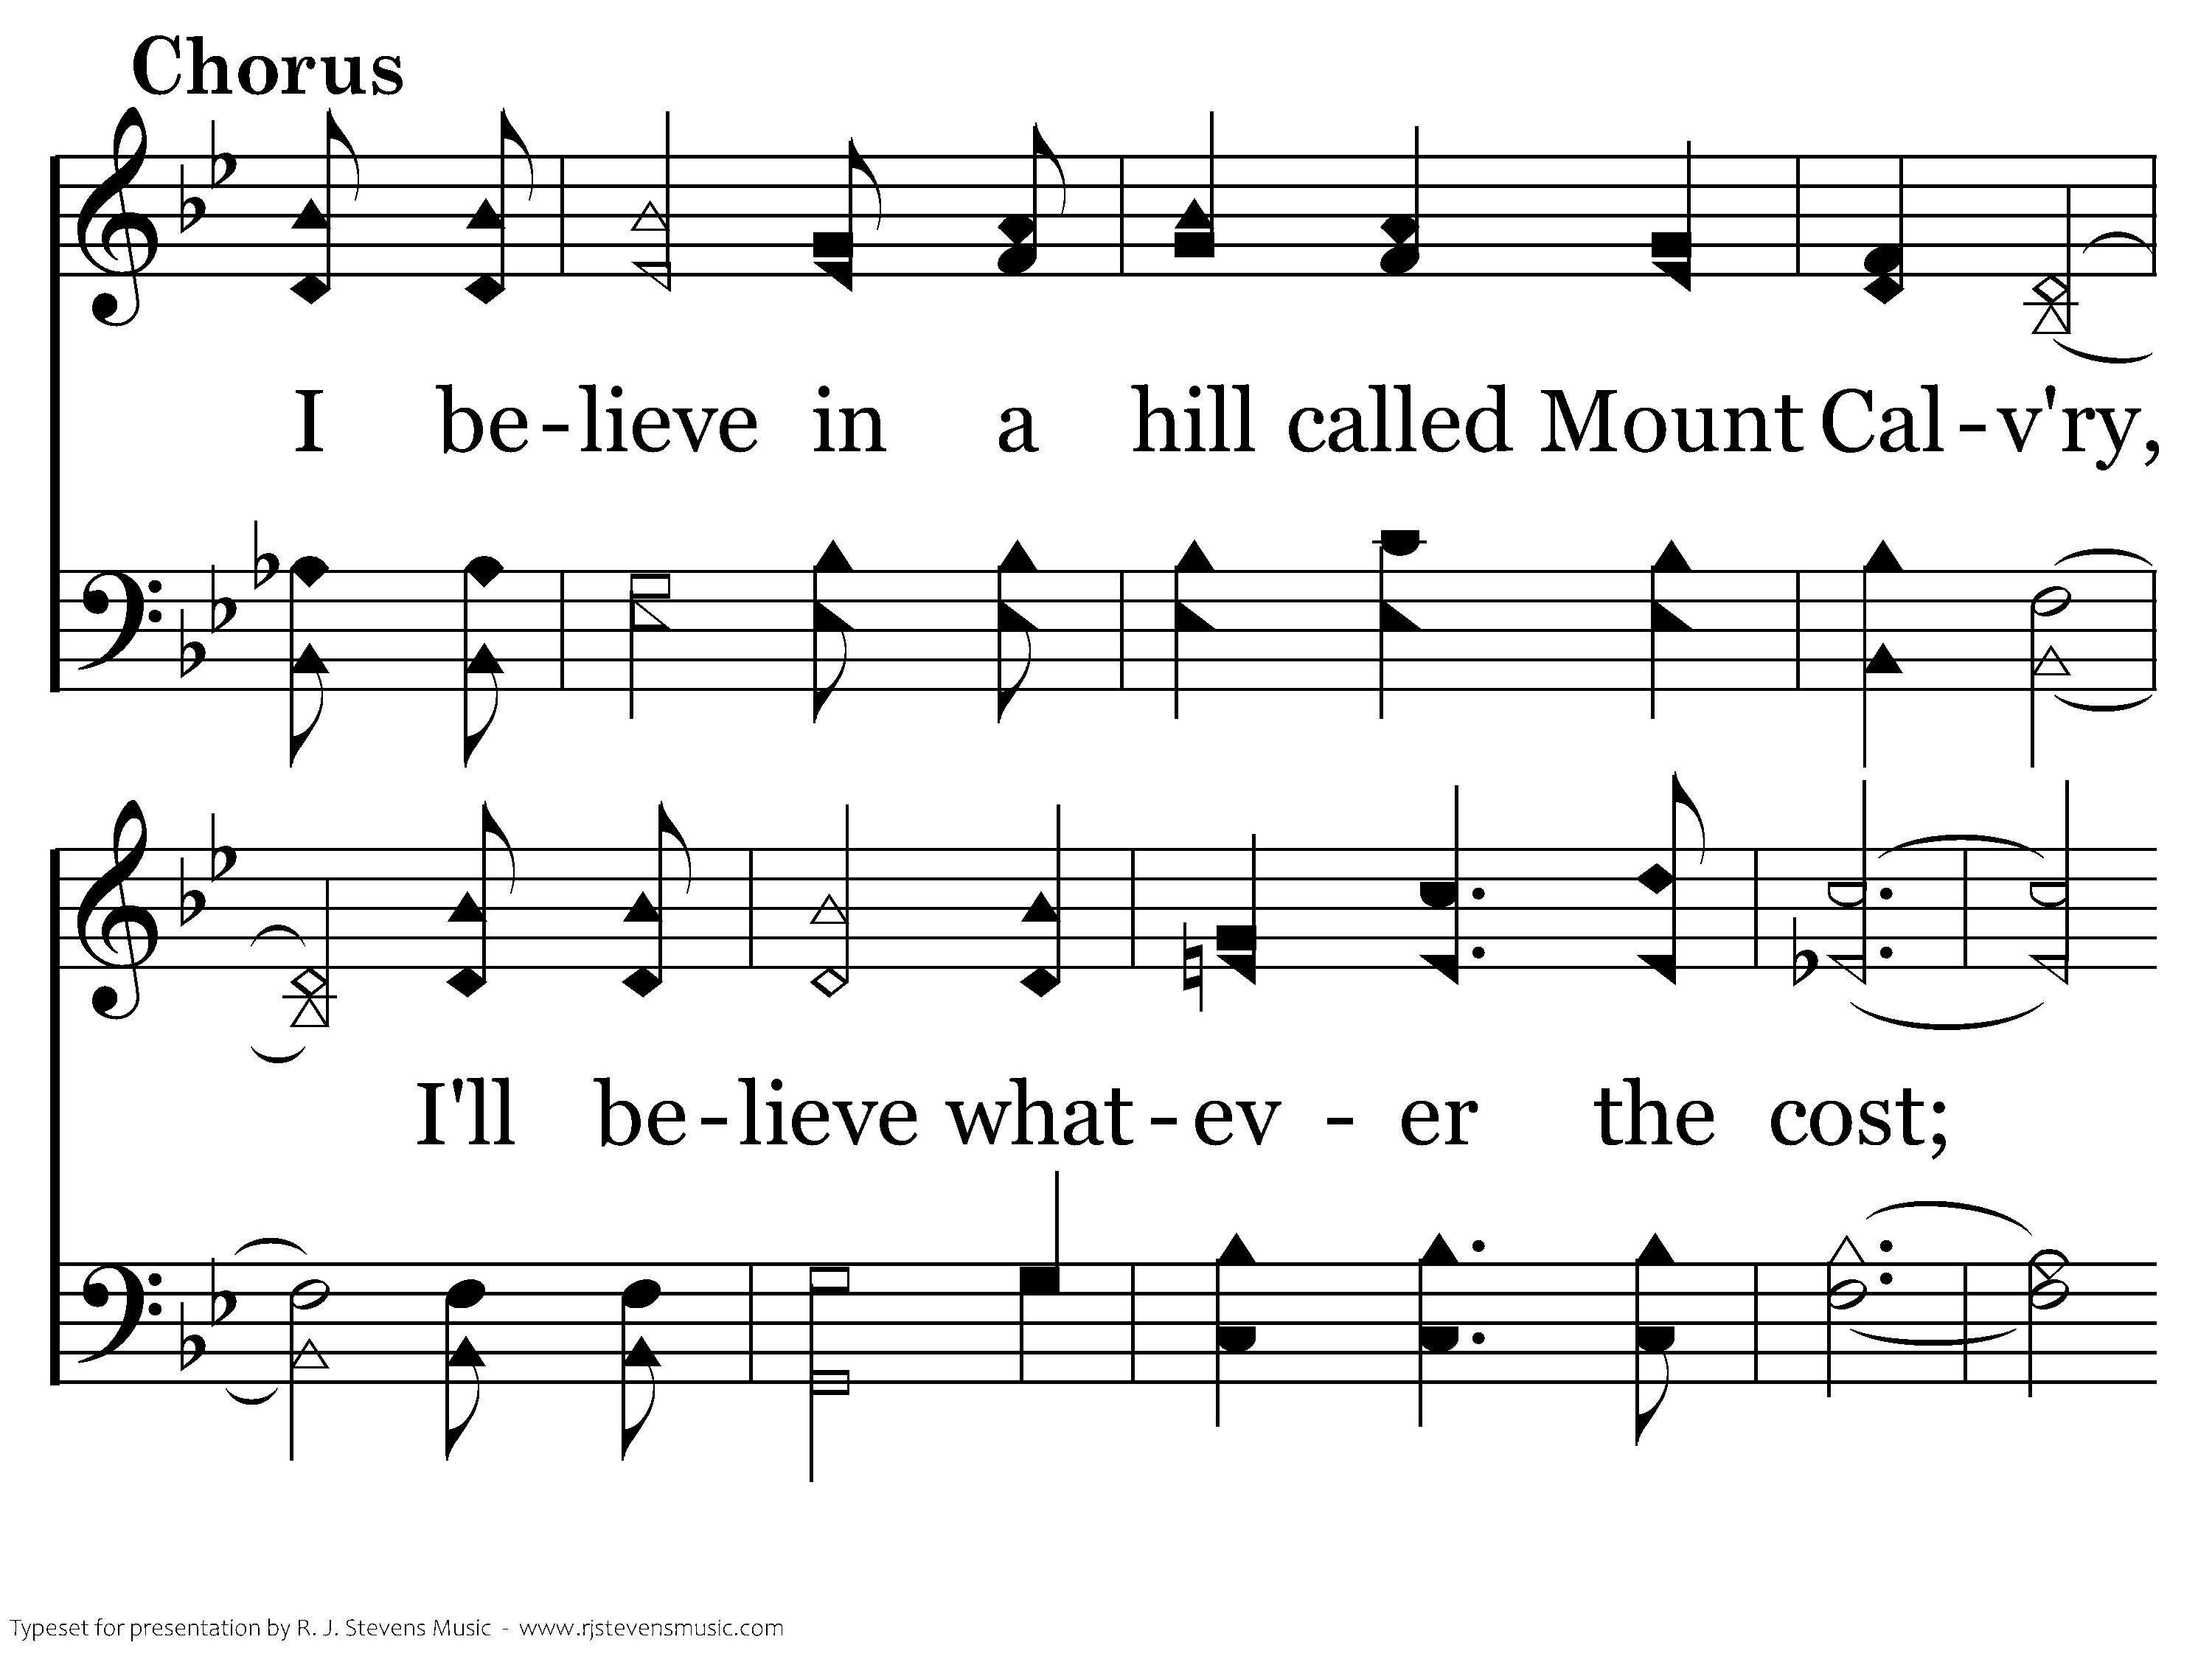 Chorus
I be-lieve in a hill called Mount Cal-v'ry,
I'll be-lieve what-ev - er the cost;
Typeset for presentation by R. J. Stevens Music - www.rjstevensmusic.com